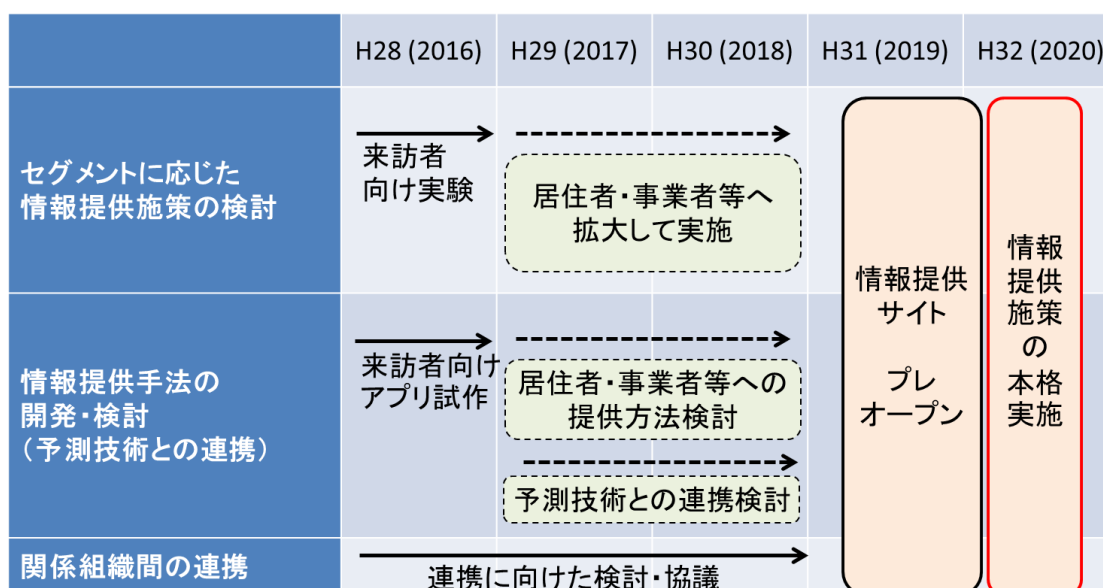 H28 (2016)
H29 (2017)
H30 (2018)
H31 (2019)
H32 (2020)
セグメントに応じた
情報提供施策の検討
来訪者
向け実験
居住者・事業者等へ
拡大して実施
情報提供手法の
開発・検討
（予測技術との連携）
来訪者向け
アプリ試作
居住者・事業者等への
提供方法検討
予測技術との連携検討
関係組織間の連携
連携に向けた検討・協議
情報提供
サイト
プレ
オープン
情報
提供
施策
の
本格
実施